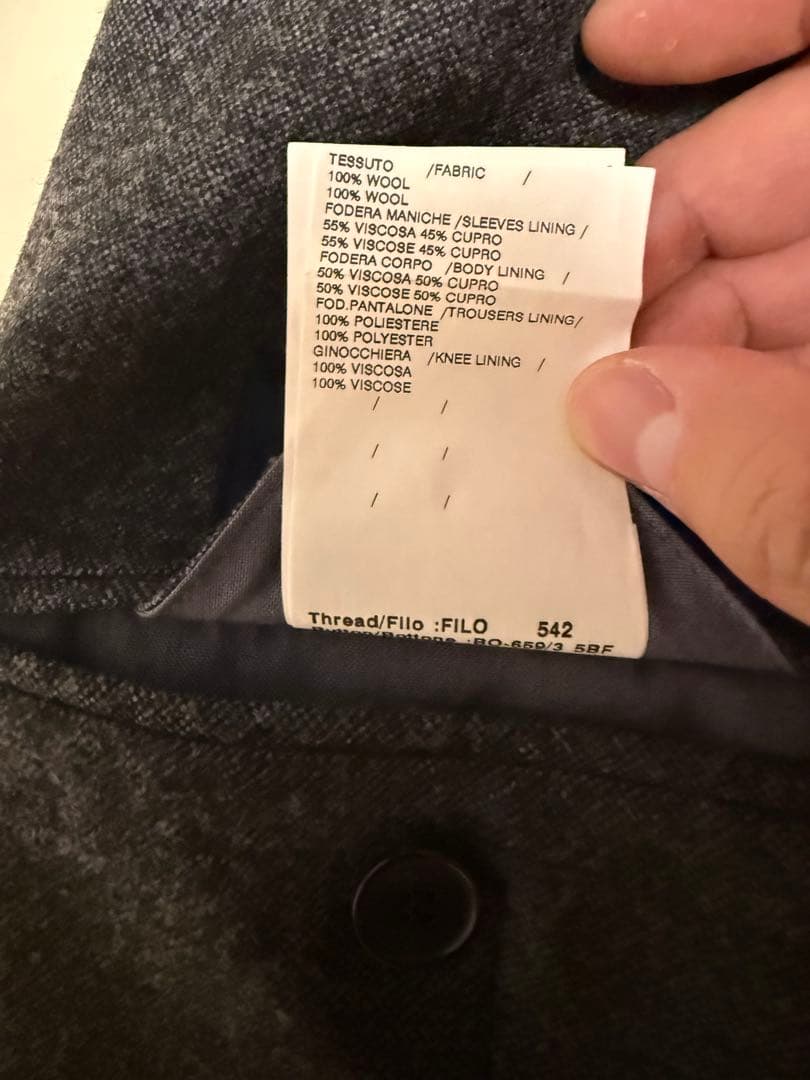 TESSUTO /FABRIC /
100% WOOL
100% WOOL
FODERA MANICHE /SLEEVES LINING /
55% VISCOSA 45% CUPRO
55% VISCOSE 45% CUPRO
FODERA CORPO /BODY LINING /
50% VISCOSA 50% CUPRO
50% VISCOSE 50% CUPRO
FOD.PANTALONE /TROUSERS LINING/
100% POLIESTERE
100% POLYESTER
GINOCCHIERA /KNEE LINING /
100% VISCOSA
100% VISCOSE
/ /
/ /
/ /
Thread/Filo :FILO 542